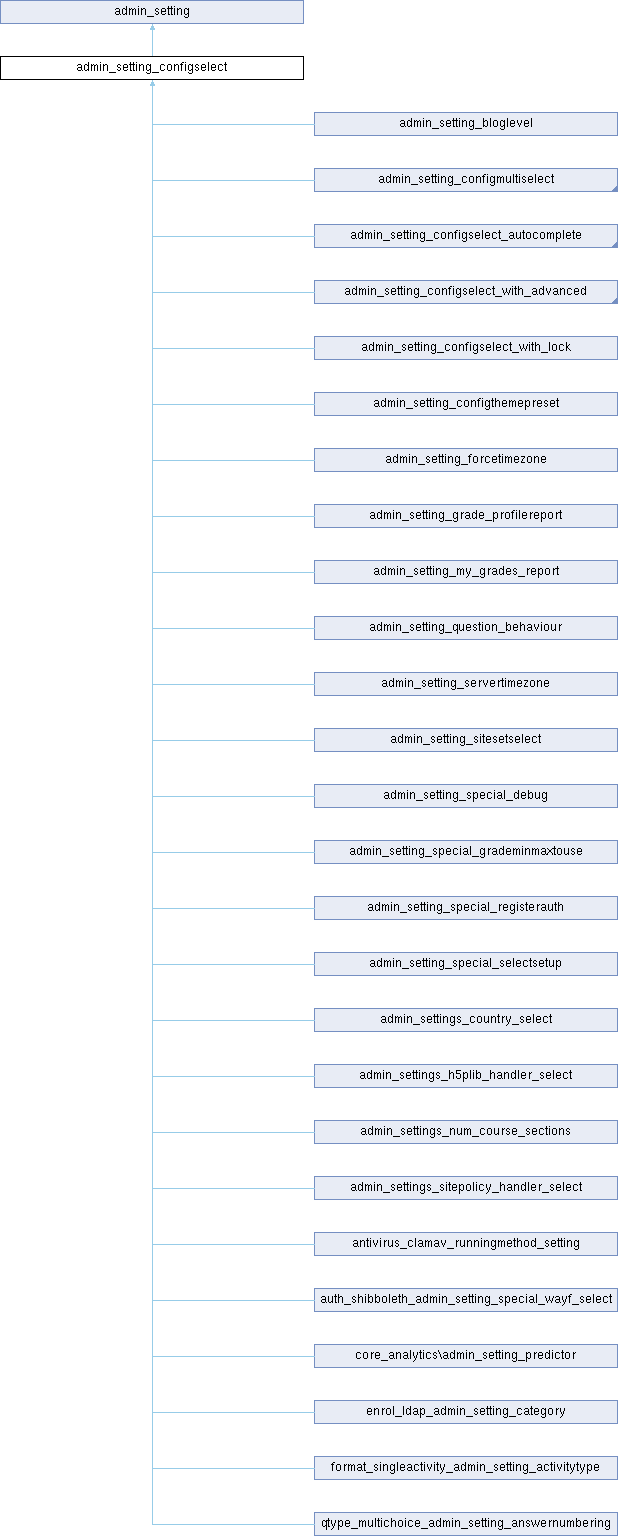 admin_setting
admin_setting_configselect
admin_setting_bloglevel
admin_setting_configmultiselect
admin_setting_configselect_autocomplete
admin_setting_configselect_with_advanced
admin_setting_configselect_with_lock
admin_setting_configthemepreset
admin_setting_forcetimezone
admin_setting_grade_profilereport
admin_setting_my_grades_report
admin_setting_question_behaviour
admin_setting_servertimezone
admin_setting_sitesetselect
admin_setting_special_debug
admin_setting_special_grademinmaxtouse
admin_setting_special_registerauth
admin_setting_special_selectsetup
admin_settings_country_select
admin_settings_h5plib_handler_select
admin_settings_num_course_sections
admin_settings_sitepolicy_handler_select
antivirus_clamav_runningmethod_setting
auth_shibboleth_admin_setting_special_wayf_select
core_analytics\admin_setting_predictor
enrol_ldap_admin_setting_category
format_singleactivity_admin_setting_activitytype
qtype_multichoice_admin_setting_answernumbering